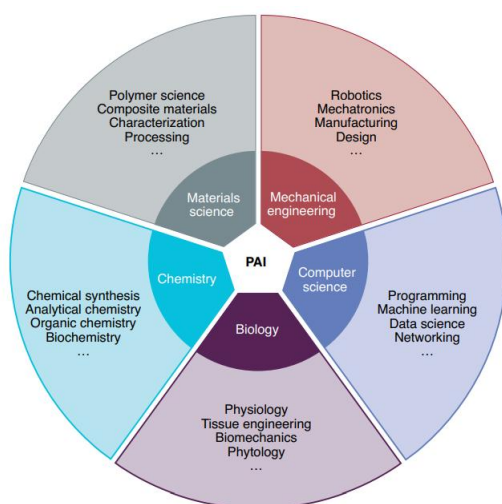 Polymer science
Composite materials
Characterization
Processing
...
Materials
science
Robotics
Mechatronics
Manufacturing
Design
...
Mechanical
engineering
PAI
Chemistry
Chemical synthesis
Analytical chemistry
Organic chemistry
Biochemistry
...
Computer
science
Programming
Machine learning
Data science
Networking
...
Biology
Physiology
Tissue engineering
Biomechanics
Phytology
...